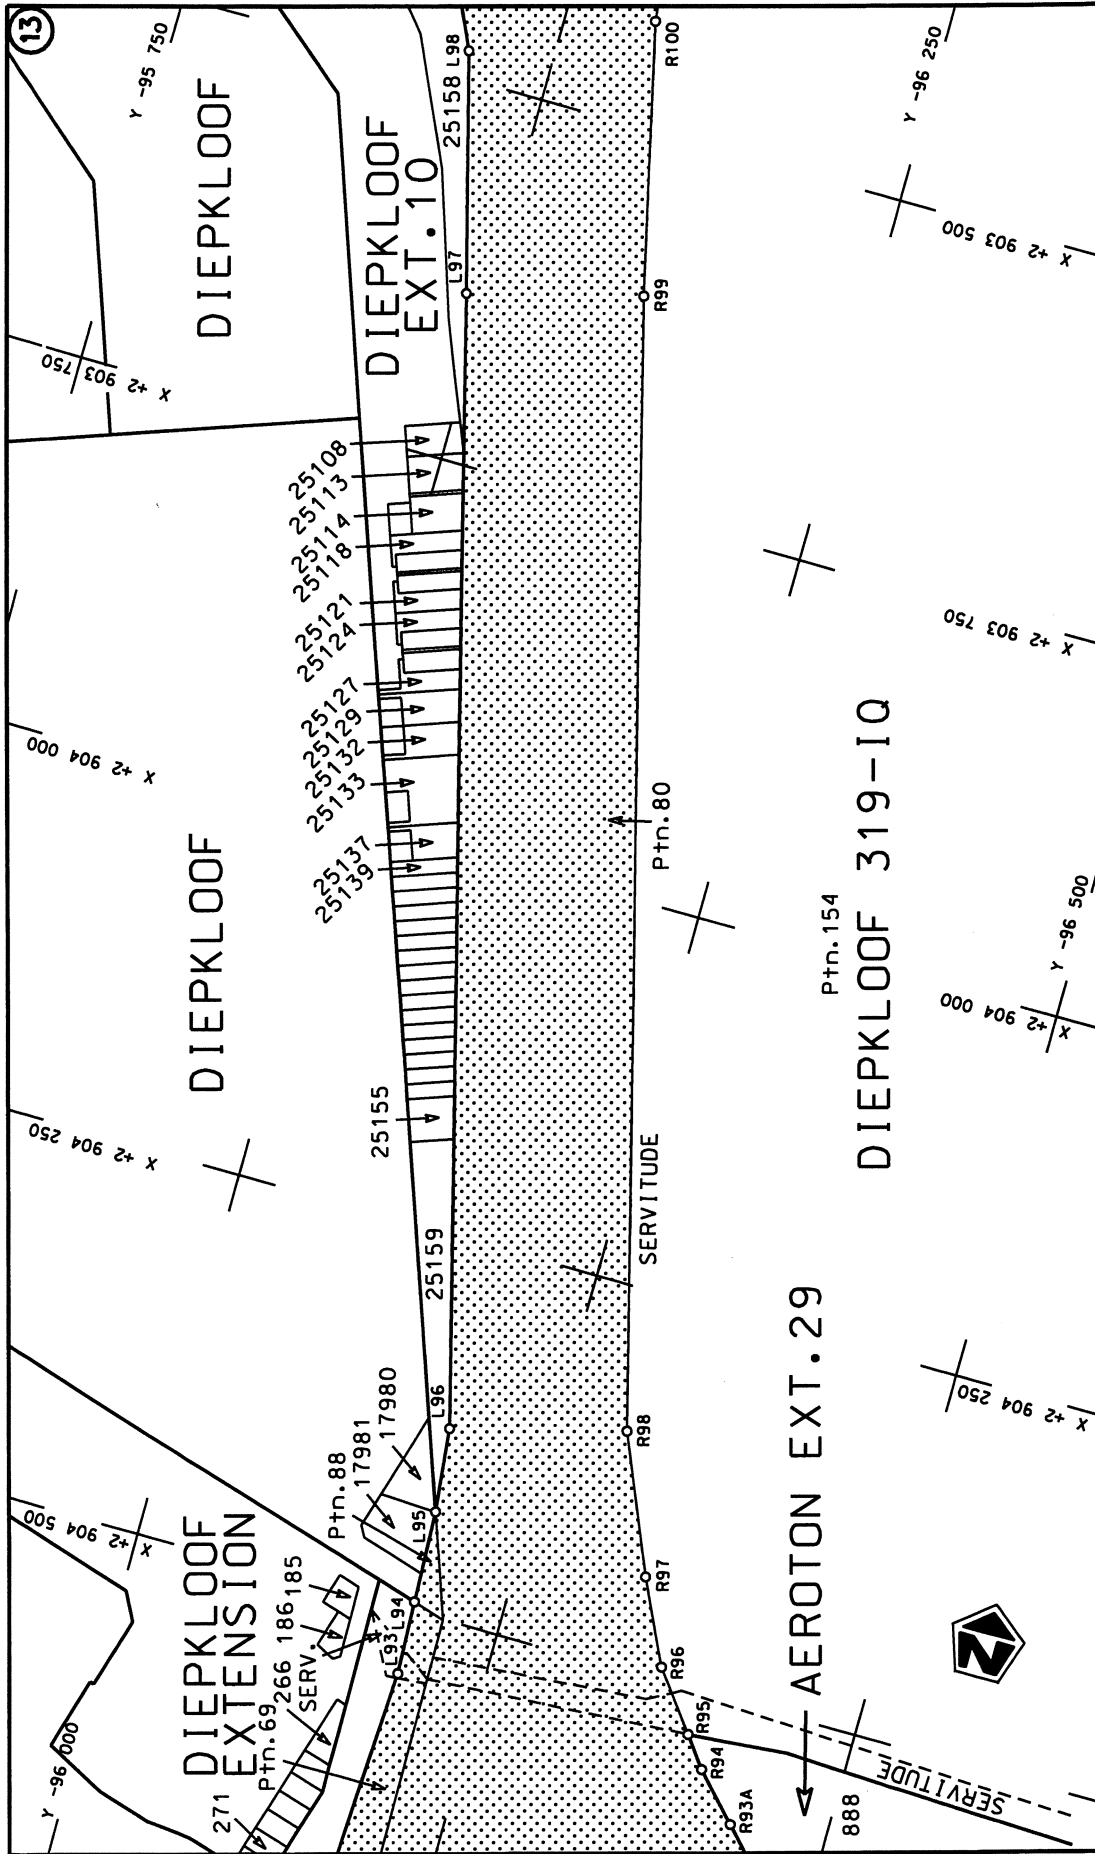 13
Y -95 750
DIEPKLOOF
25158
L98
R100
Y -96 250
X +2 903 500
DIEPKLOOF
EXT.10
L97
R99
X +2 903 750
25108
25113
25114
25118
25121
25124
25127
25129
25132
25133
25137
25139
X +2 903 750
X +2 904 000
DIEPKLOOF
Ptn.80
Ptn.154
DIEPKLOOF 319-IQ
Y -96 500
X +2 904 000
X +2 904 250
25155
SERVITUDE
25159
L96
R98
X +2 904 250
17980
17981
Ptn.88
L95
X +2 904 500
DIEPKLOOF
EXTENSION
185
186
266
SERV.
L94
L93
R97
R96
R95
R94
R93A
Ptn.69
271
Y -96 000
AEROTON EXT.29
888
SERVITUDE
N